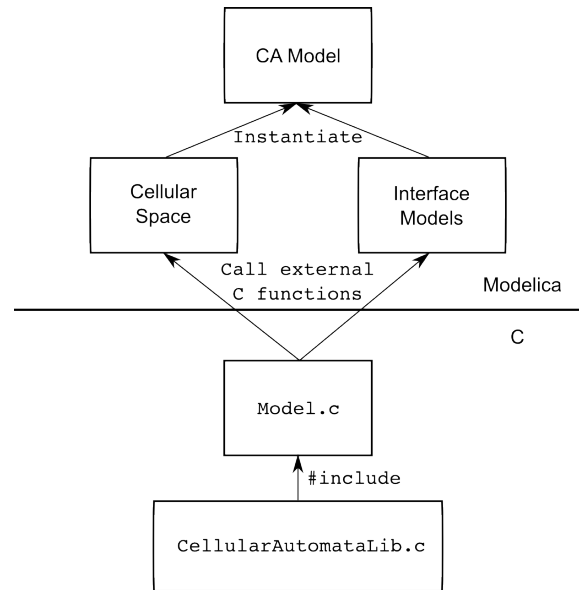 CA Model
Instantiate
Cellular
Space
Interface
Models
Call external
C functions
Modelica
C
Model.c
#include
CellularAutomataLib.c